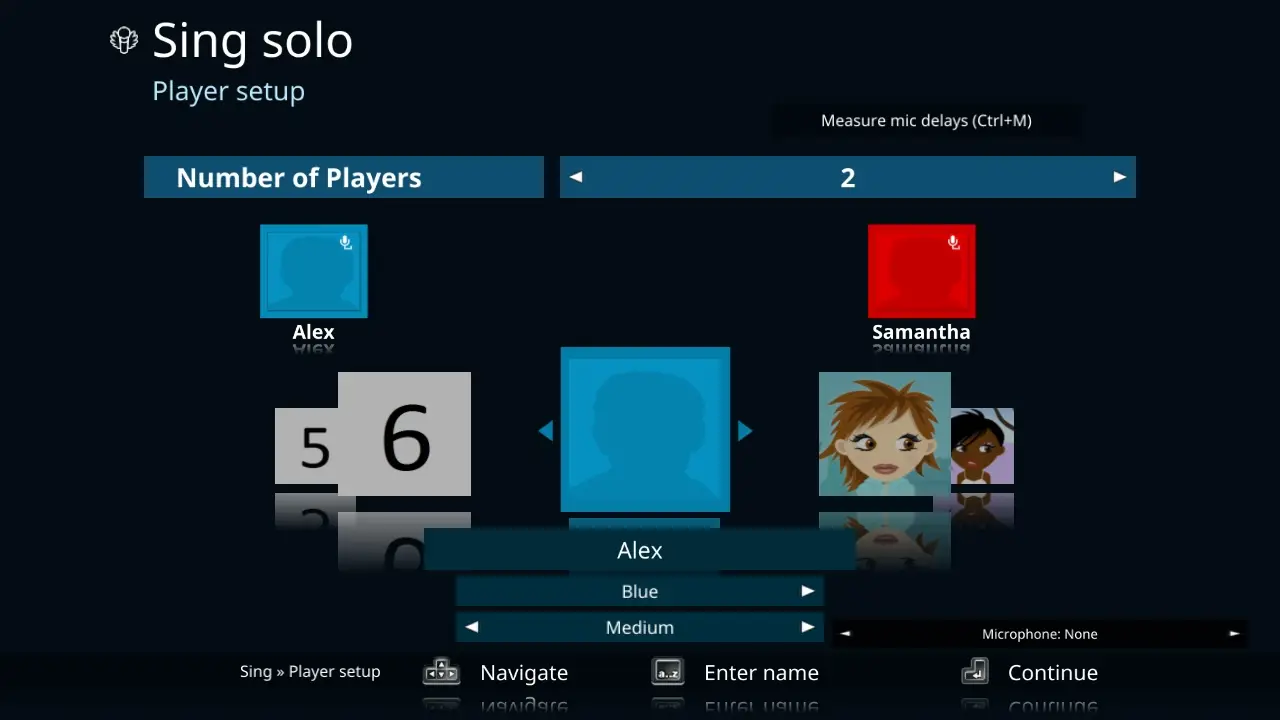 Sing solo
Player setup
Measure mic delays (Ctrl+M)
Number of Players
2
Alex
Samantha
5
6
Alex
Blue
Medium
Microphone: None
Sing » Player setup
Navigate
a..z
Enter name
Continue